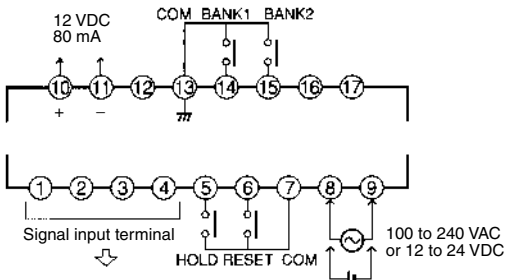 COM BANK1 BANK2
12 VDC
80 mA
10 11 12 13 14 15 16 17
+ −
1 2 3 4 5 6 7 8 9
Signal input terminal
HOLD RESET COM
100 to 240 VAC
or 12 to 24 VDC